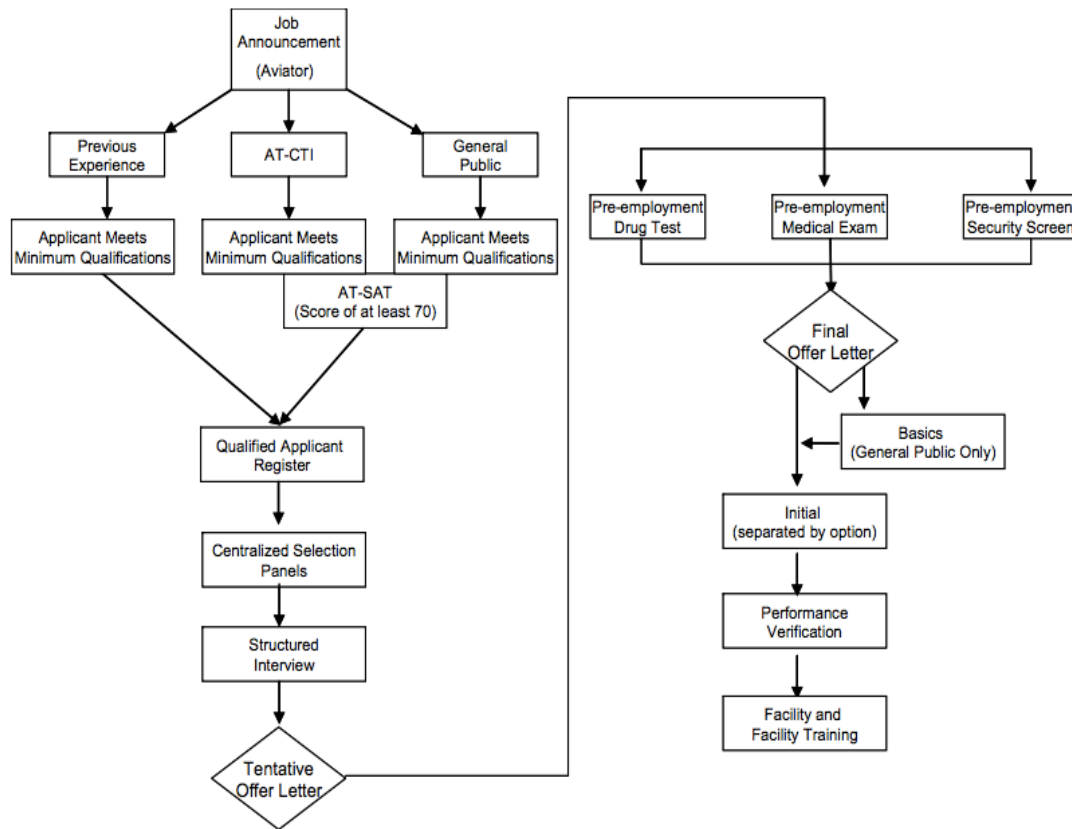 Job
Announcement
(Aviator)
Previous
Experience
AT-CTI
General
Public
Applicant Meets
Minimum Qualifications
Applicant Meets
Minimum Qualifications
Applicant Meets
Minimum Qualifications
AT-SAT
(Score of at least 70)
Qualified Applicant
Register
Centralized Selection
Panels
Structured
Interview
Tentative
Offer Letter
Pre-employment
Drug Test
Pre-employment
Medical Exam
Pre-employment
Security Screen
Final
Offer Letter
Basics
(General Public Only)
Initial
(separated by option)
Performance
Verification
Facility and
Facility Training